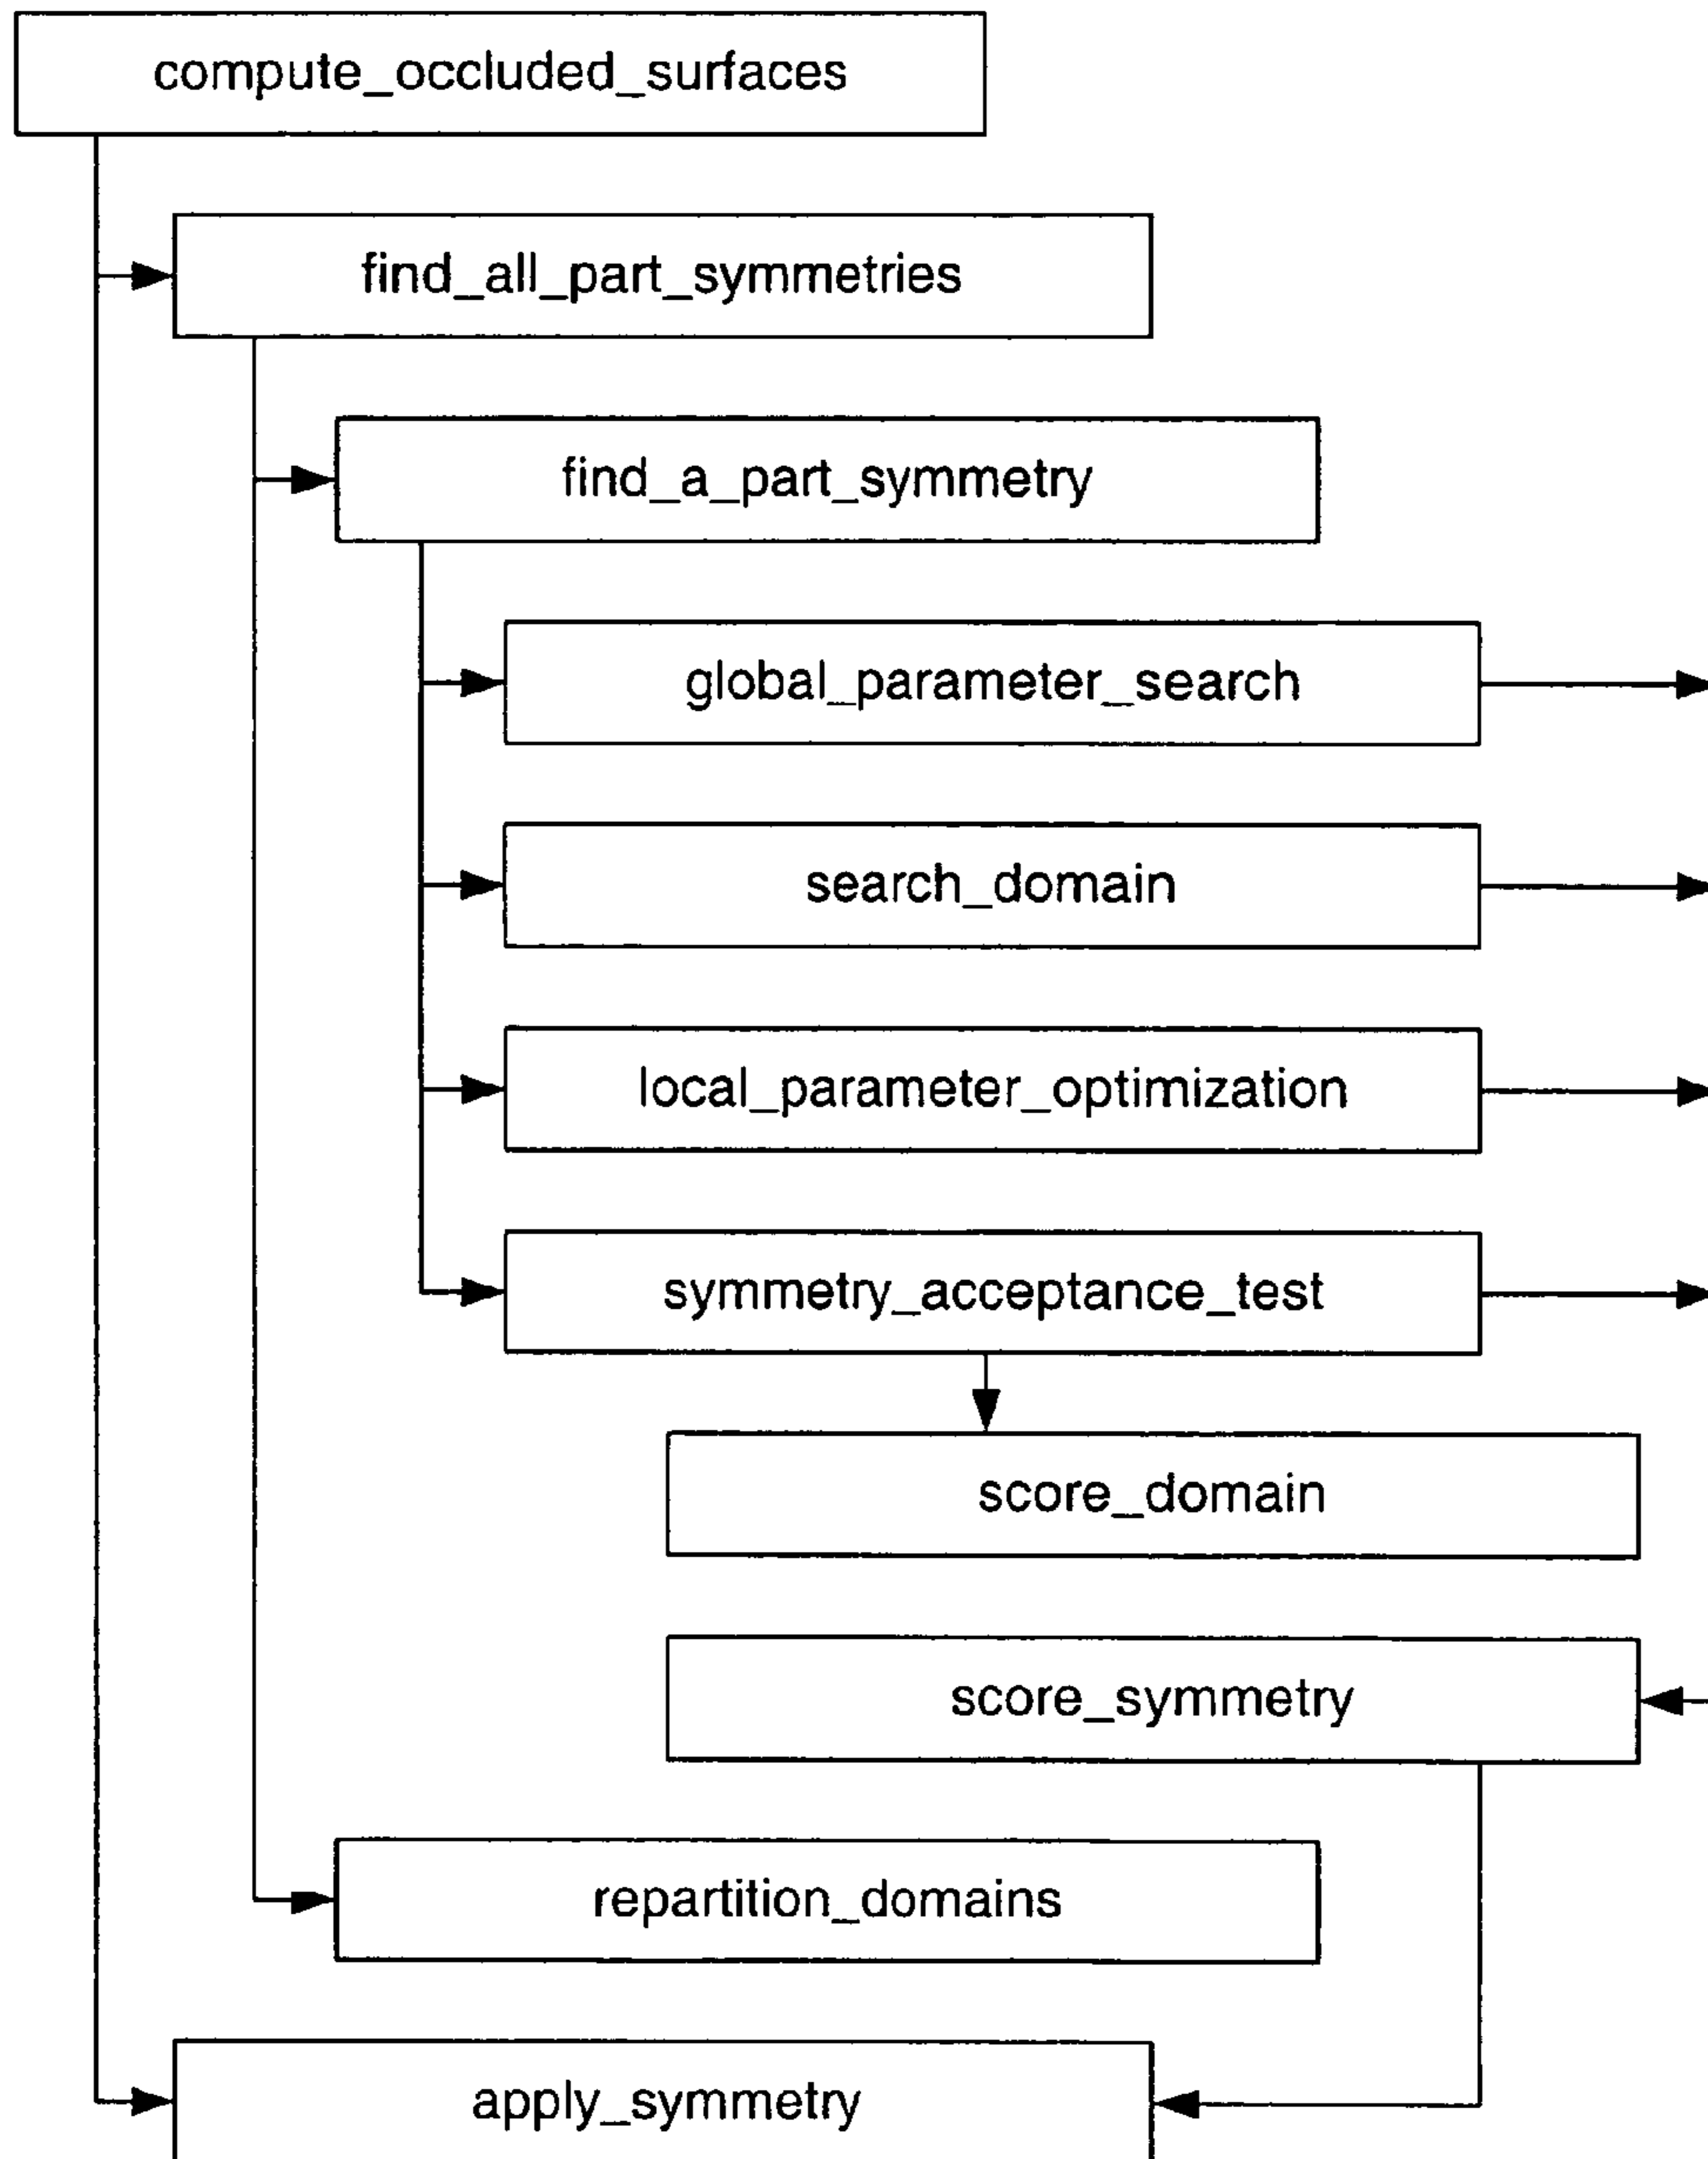 compute_occluded_surfaces
find_all_part_symmetries
find_a_part_symmetry
global_parameter_search
search_domain
local_parameter_optimization
symmetry_acceptance_test
score_domain
score_symmetry
repartition_domains
apply_symmetry